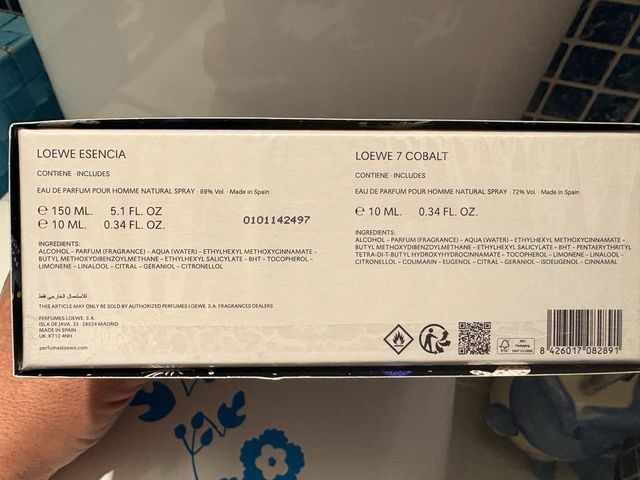 LOEWE ESENCIA
CONTIENE · INCLUDES
EAU DE PARFUM POUR HOMME NATURAL SPRAY · 69% Vol. · Made in Spain
℮ 150 ML. 5.1 FL. OZ
℮ 10 ML. 0.34 FL. OZ
0101142497
INGREDIENTS:
ALCOHOL - PARFUM (FRAGRANCE) - AQUA (WATER) - ETHYLHEXYL METHOXYCINNAMATE -
BUTYL METHOXYDIBENZOYLMETHANE - ETHYLHEXYL SALICYLATE - BHT - TOCOPHEROL -
LIMONENE - LINALOOL - CITRAL - GERANIOL - CITRONELLOL
للاستعمال الخارجي فقط
THIS ARTICLE MAY ONLY BE SOLD BY AUTHORIZED PERFUMES LOEWE. S.A. FRAGRANCES DEALERS
PERFUMES LOEWE. S.A.
ISLA DE JAVA, 33 · 28034 MADRID
MADE IN SPAIN
UK: KT12 4NH
perfumesloewe.com
LOEWE 7 COBALT
CONTIENE · INCLUDES
EAU DE PARFUM POUR HOMME NATURAL SPRAY · 72% Vol. · Made in Spain
℮ 10 ML. 0.34 FL. OZ
INGREDIENTS:
ALCOHOL - PARFUM (FRAGRANCE) - AQUA (WATER) - ETHYLHEXYL METHOXYCINNAMATE -
BUTYL METHOXYDIBENZOYLMETHANE - ETHYLHEXYL SALICYLATE - BHT - PENTAERYTHRITYL
TETRA-DI-T-BUTYL HYDROXYHYDROCINNAMATE - TOCOPHEROL - LIMONENE - LINALOOL -
CITRONELLOL - COUMARIN - EUGENOL - CITRAL - GERANIOL - ISOEUGENOL - CINNAMAL
FSC
MIX
Packaging
8 426017 082891